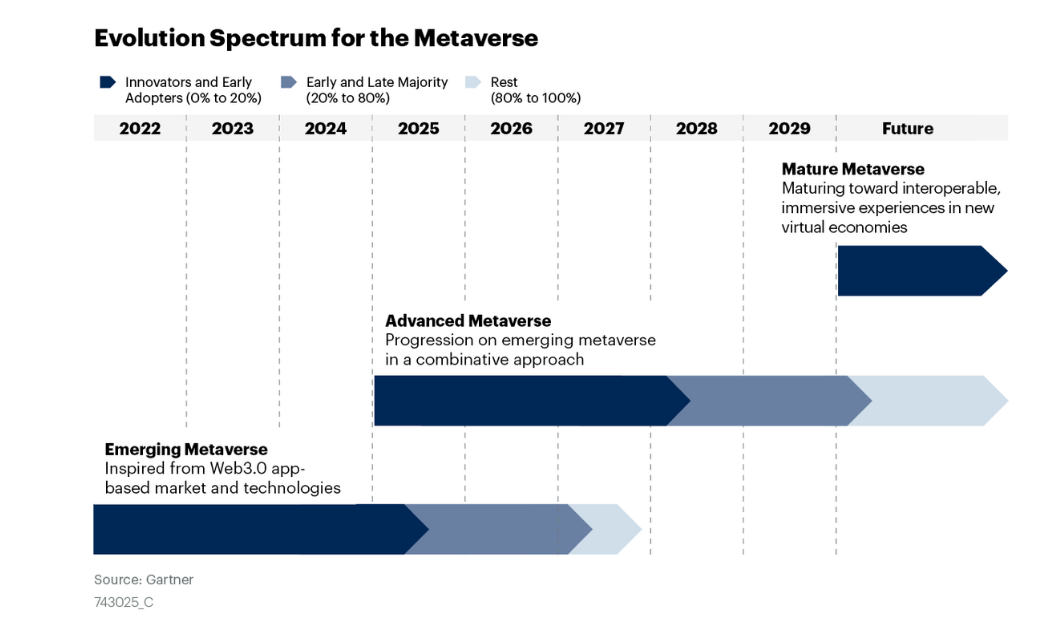 Evolution Spectrum for the Metaverse
Innovators and Early
Adopters (0% to 20%)
Early and Late Majority
(20% to 80%)
Rest
(80% to 100%)
2022 2023 2024 2025 2026 2027 2028 2029 Future
Mature Metaverse
Maturing toward interoperable,
immersive experiences in new
virtual economies
Advanced Metaverse
Progression on emerging metaverse
in a combinative approach
Emerging Metaverse
Inspired from Web3.0 app-
based market and technologies
Source: Gartner
743025_C